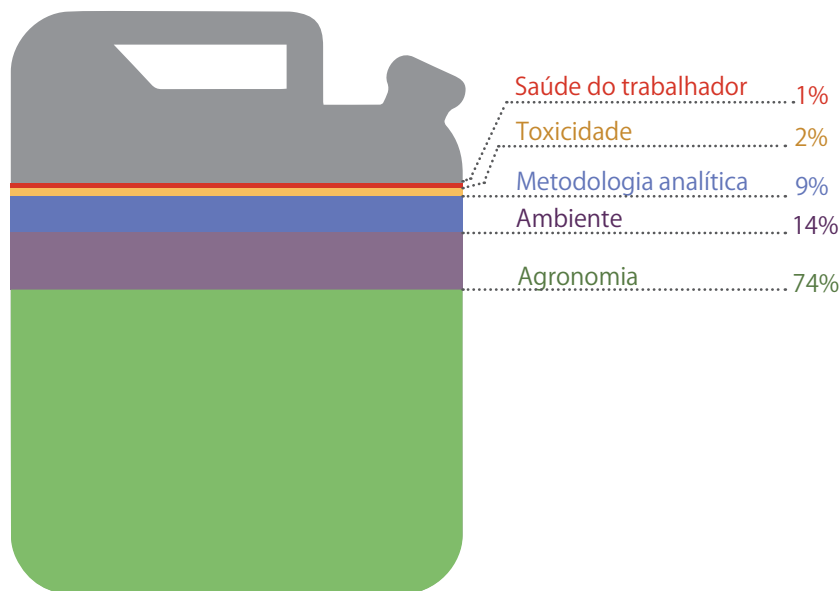 Saúde do trabalhador 1%
Toxicidade 2%
Metodologia analítica 9%
Ambiente 14%
Agronomia 74%